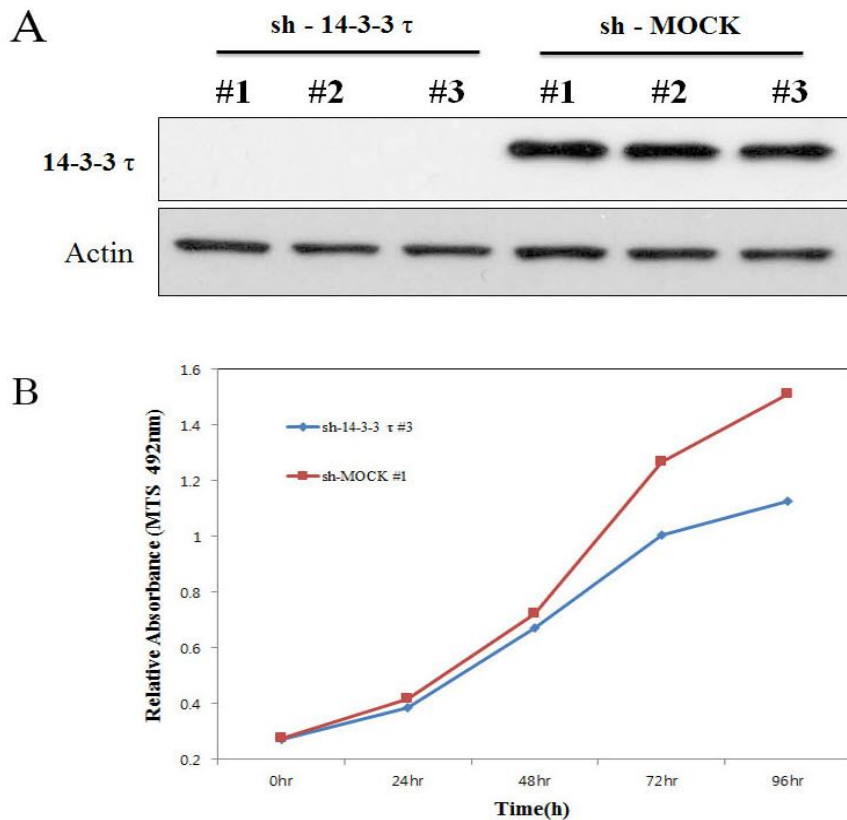 A
sh - 14-3-3 τ sh - MOCK
#1 #2 #3 #1 #2 #3
14-3-3 τ
Actin
B
Relative Absorbance (MTS 492nm)
1.6
1.4
1.2
1
0.8
0.6
0.4
0.2
sh-14-3-3 τ #3
sh-MOCK #1
0hr 24hr 48hr 72hr 96hr
Time(h)